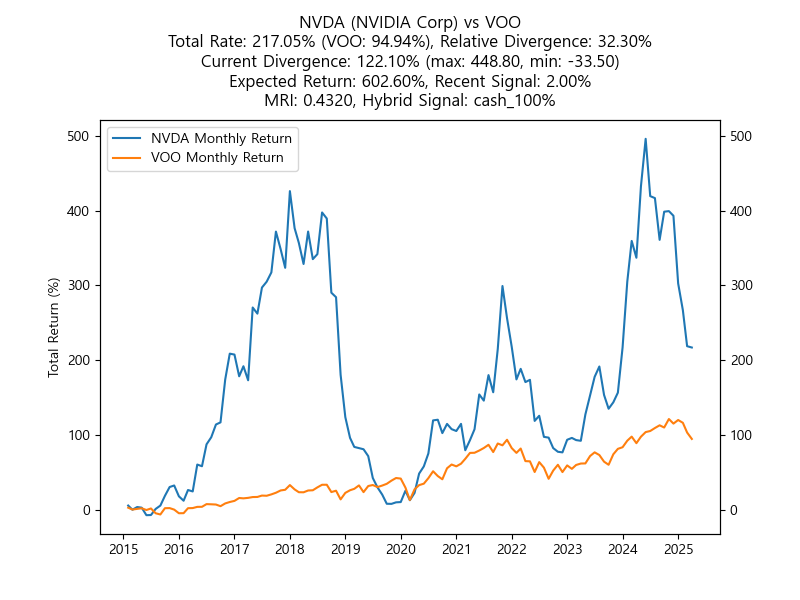 NVDA (NVIDIA Corp) vs VOO
Total Rate: 217.05% (VOO: 94.94%), Relative Divergence: 32.30%
Current Divergence: 122.10% (max: 448.80, min: -33.50)
Expected Return: 602.60%, Recent Signal: 2.00%
MRI: 0.4320, Hybrid Signal: cash_100%
NVDA Monthly Return
VOO Monthly Return
Total Return (%)
500
400
300
200
100
0
500
400
300
200
100
0
2015 2016 2017 2018 2019 2020 2021 2022 2023 2024 2025